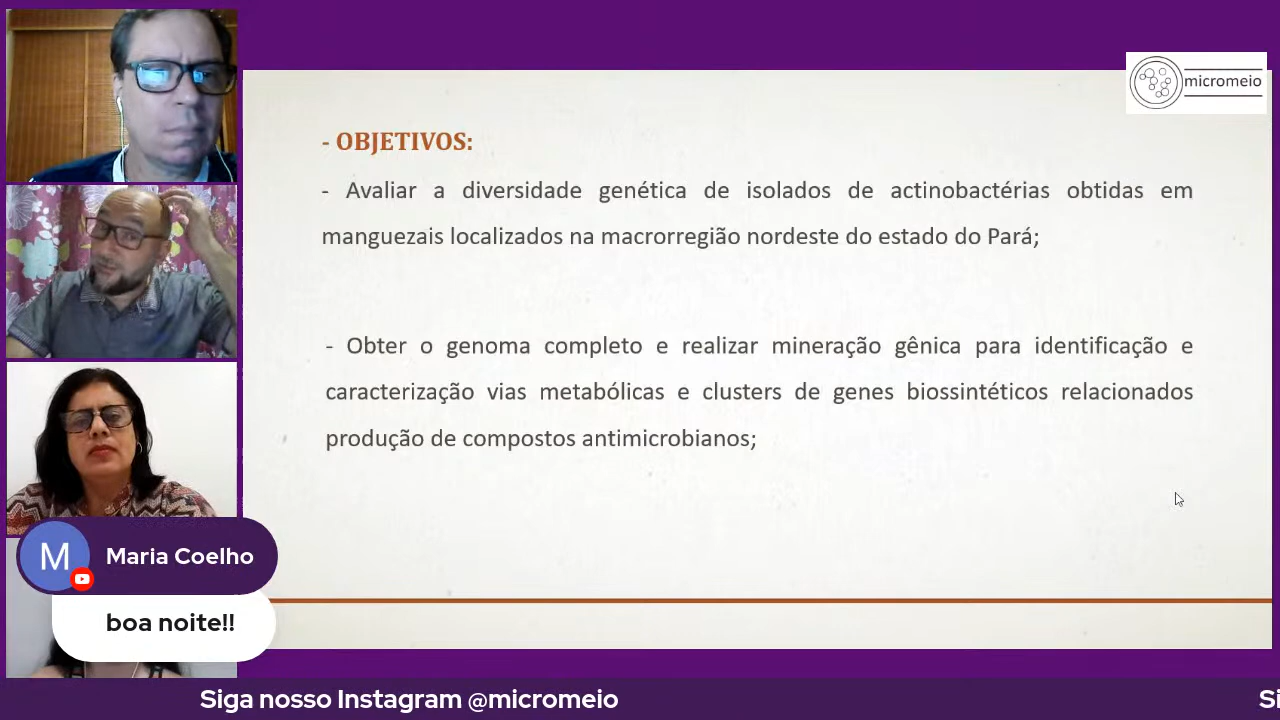 micromeio
- OBJETIVOS:
- Avaliar a diversidade genética de isolados de actinobactérias obtidas em
manguezais localizados na macrorregião nordeste do estado do Pará;
- Obter o genoma completo e realizar mineração gênica para identificação e
caracterização vias metabólicas e clusters de genes biossintéticos relacionados
produção de compostos antimicrobianos;
M
Maria Coelho
boa noite!!
Siga nosso Instagram @micromeio
Si